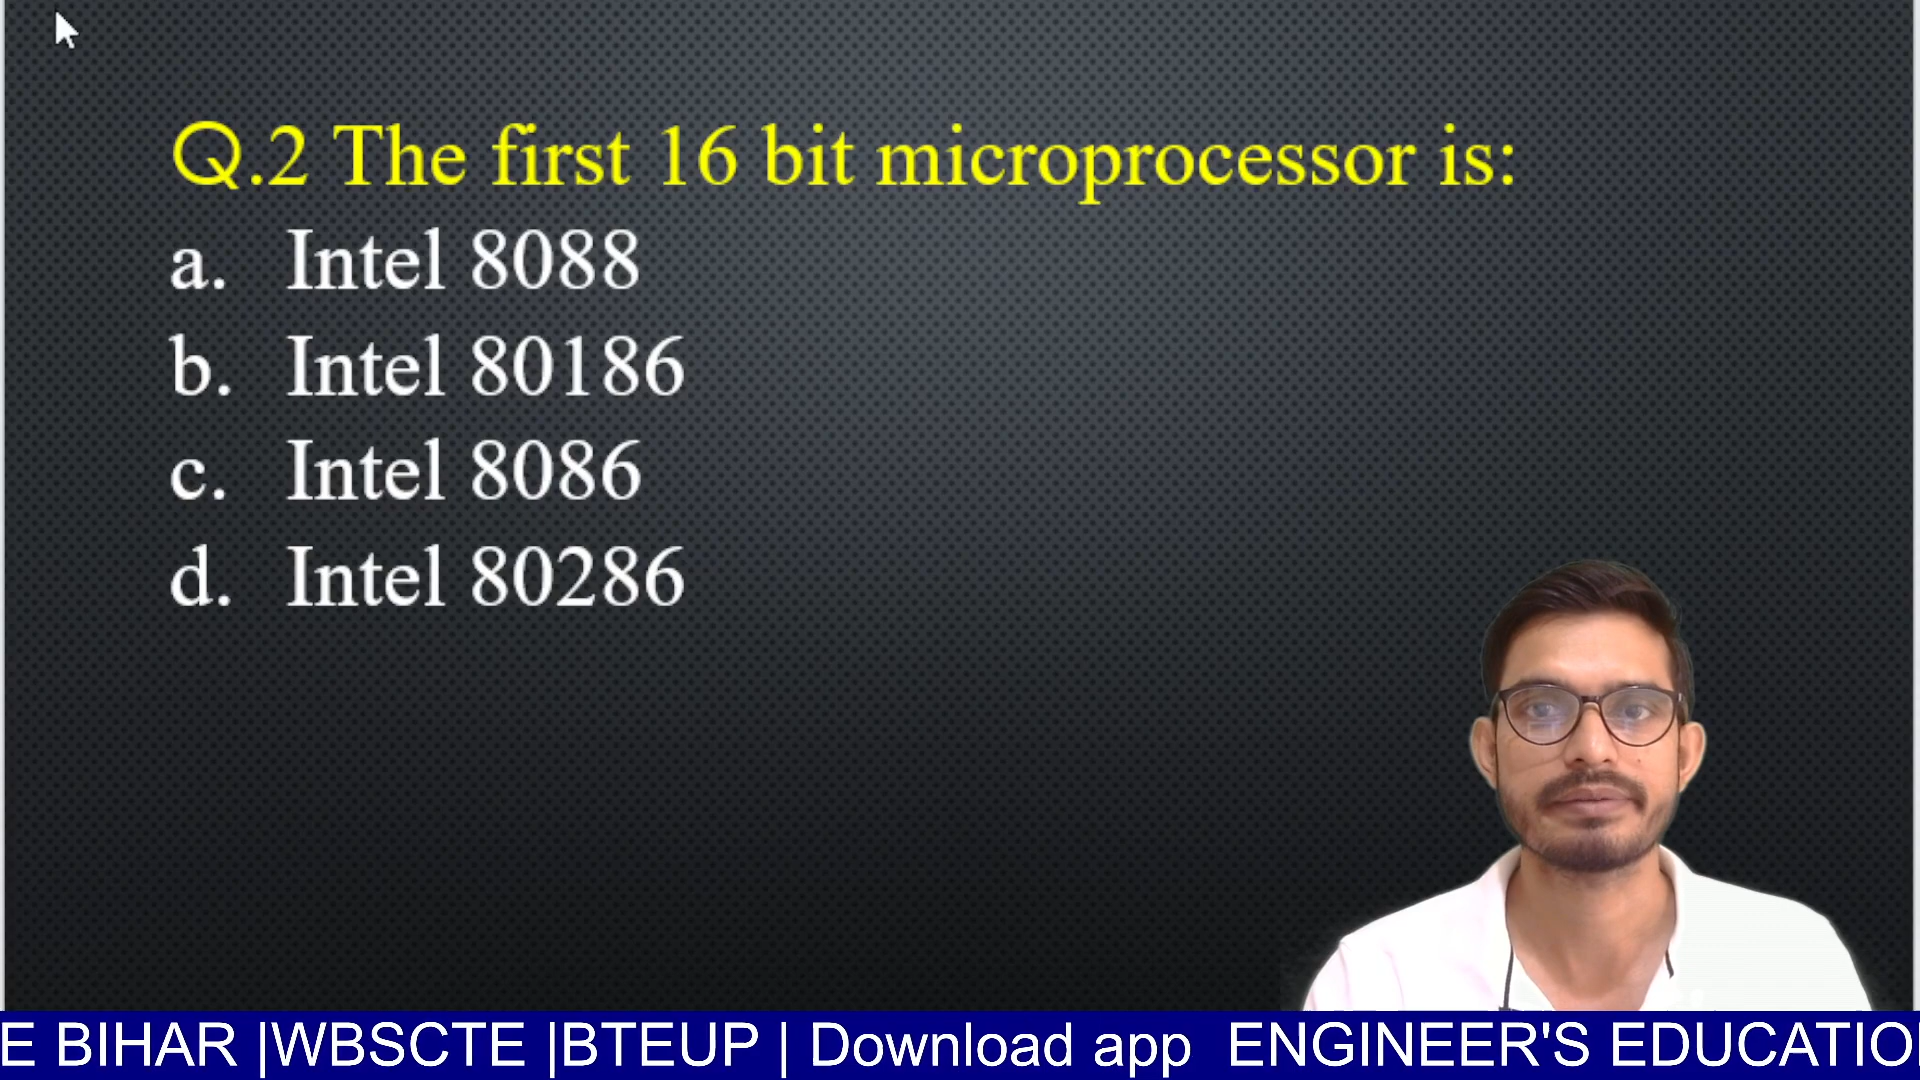 Q.2 The first 16 bit microprocessor is:
a. Intel 8088
b. Intel 80186
c. Intel 8086
d. Intel 80286
E BIHAR |WBSCTE |BTEUP | Download app ENGINEER'S EDUCATIO